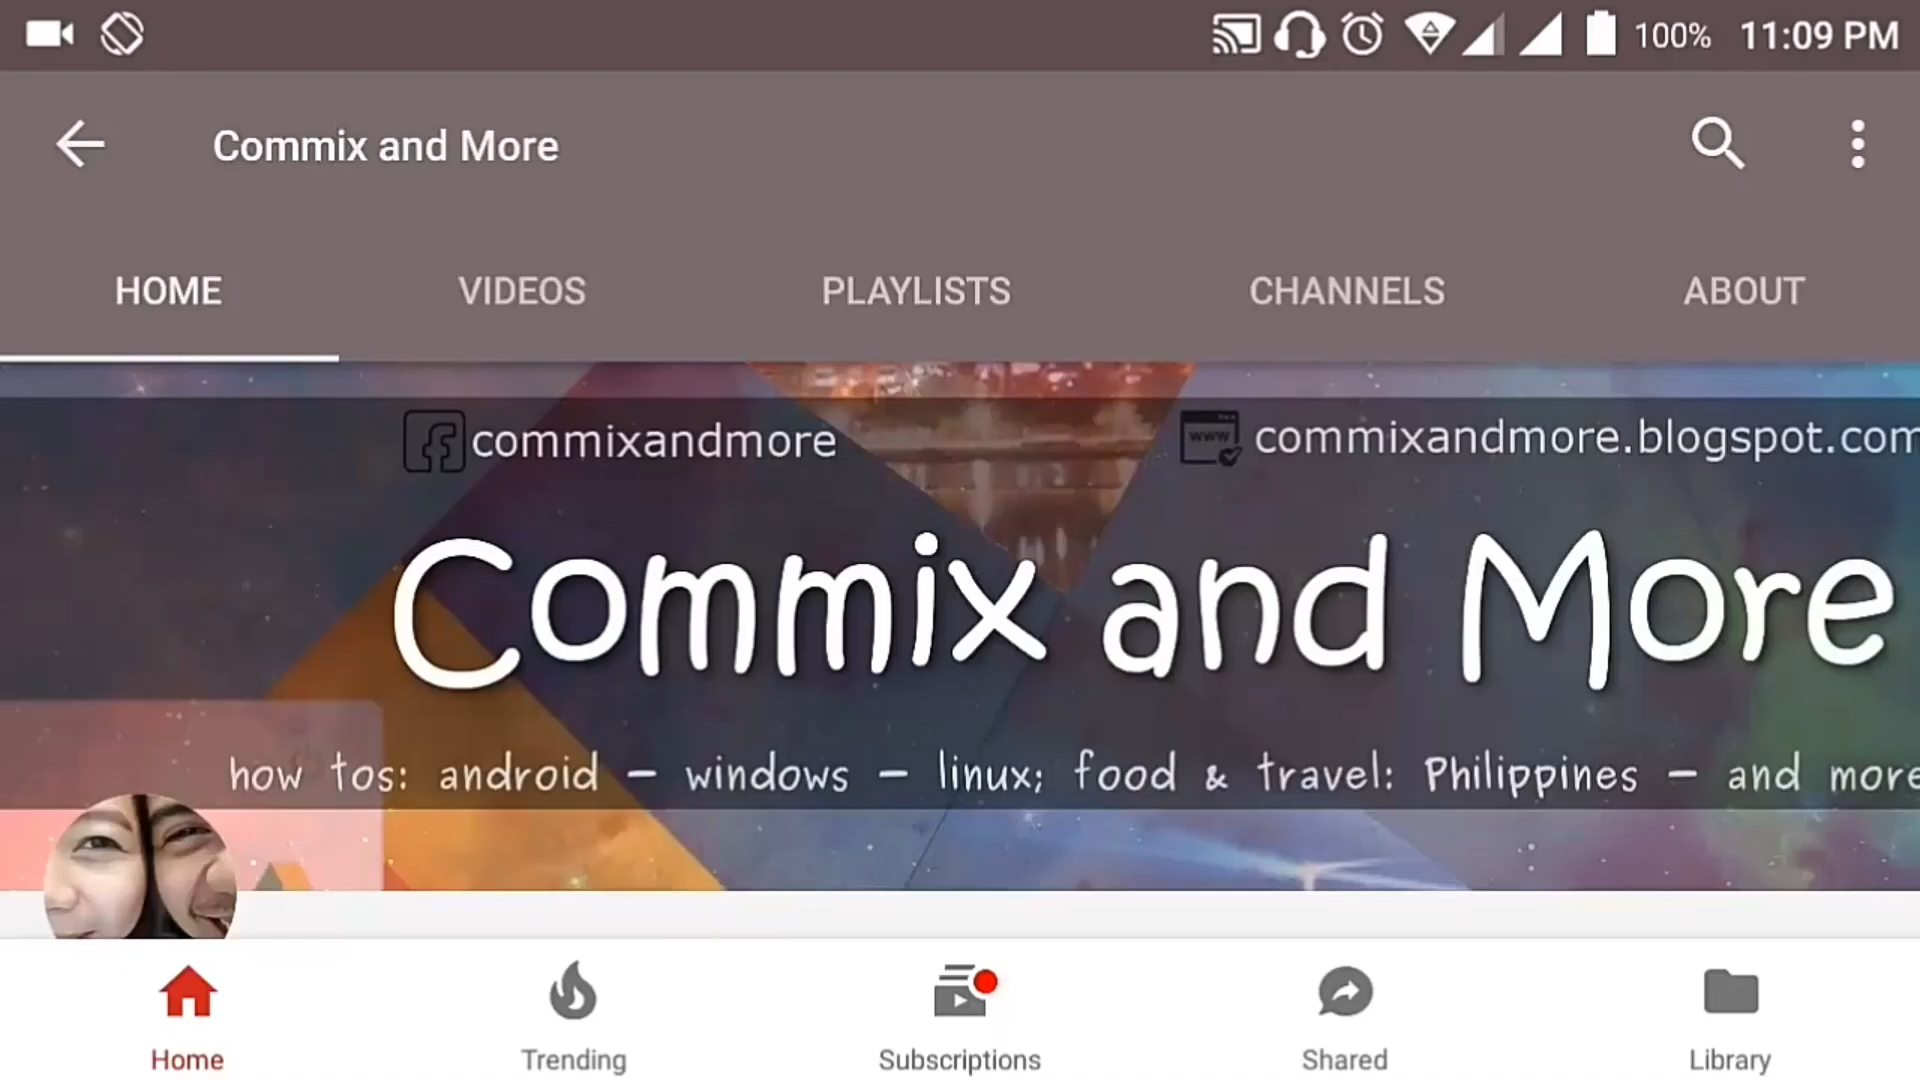 100% 11:09 PM
Commix and More
HOME VIDEOS PLAYLISTS CHANNELS ABOUT
commixandmore
www commixandmore.blogspot.com
Commix and More
how tos: android – windows – linux; food & travel: Philippines – and more
Home Trending Subscriptions Shared Library